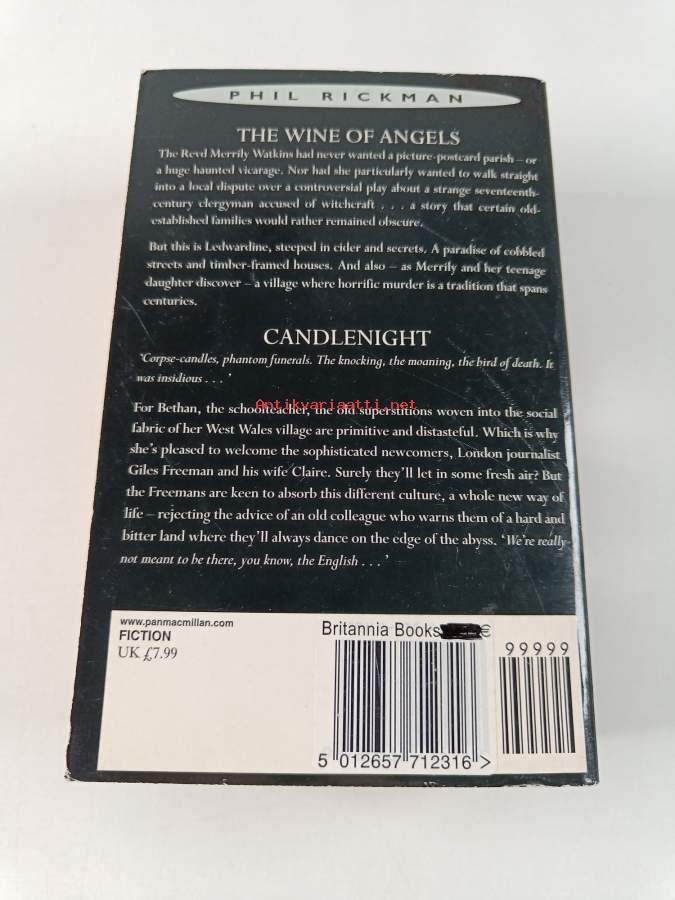 PHIL RICKMAN
THE WINE OF ANGELS
The Revd Merrily Watkins had never wanted a picture-postcard parish – or
a huge haunted vicarage. Nor had she particularly wanted to walk straight
into a local dispute over a controversial play about a strange seventeenth-
century clergyman accused of witchcraft . . . a story that certain old-
established families would rather remained obscure.
But this is Ledwardine, steeped in cider and secrets. A paradise of cobbled
streets and timber-framed houses. And also – as Merrily and her teenage
daughter discover – a village where horrific murder is a tradition that spans
centuries.
CANDLENIGHT
'Corpse-candles, phantom funerals. The knocking, the moaning, the bird of death. It
was insidious . . . '
Antikvariaatti.net
For Bethan, the schoolteacher, the old superstitions woven into the social
fabric of her West Wales village are primitive and distasteful. Which is why
she's pleased to welcome the sophisticated newcomers, London journalist
Giles Freeman and his wife Claire. Surely they'll let in some fresh air? But
the Freemans are keen to absorb this different culture, a whole new way of
life – rejecting the advice of an old colleague who warns them of a hard and
bitter land where they'll always dance on the edge of the abyss. 'We're really
not meant to be there, you know, the English . . . '
www.panmacmillan.com
FICTION
UK £7.99
Britannia Books €
99999
5 012657 712316 >